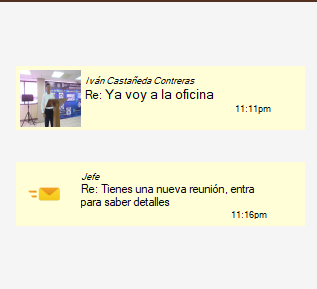 Iván Castañeda Contreras
Re: Ya voy a la oficina
11:11pm
Jefe
Re: Tienes una nueva reunión, entra
para saber detalles
11:16pm